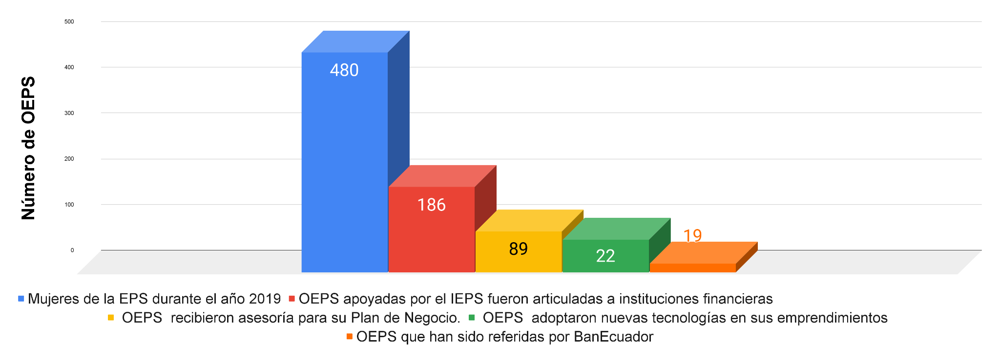 Número de OEPS
500
400
300
200
100
0
480
186
89
22
19
Mujeres de la EPS durante el año 2019
OEPS apoyadas por el IEPS fueron articuladas a instituciones financieras
OEPS  recibieron asesoría para su Plan de Negocio.
OEPS  adoptaron nuevas tecnologías en sus emprendimientos
OEPS que han sido referidas por BanEcuador